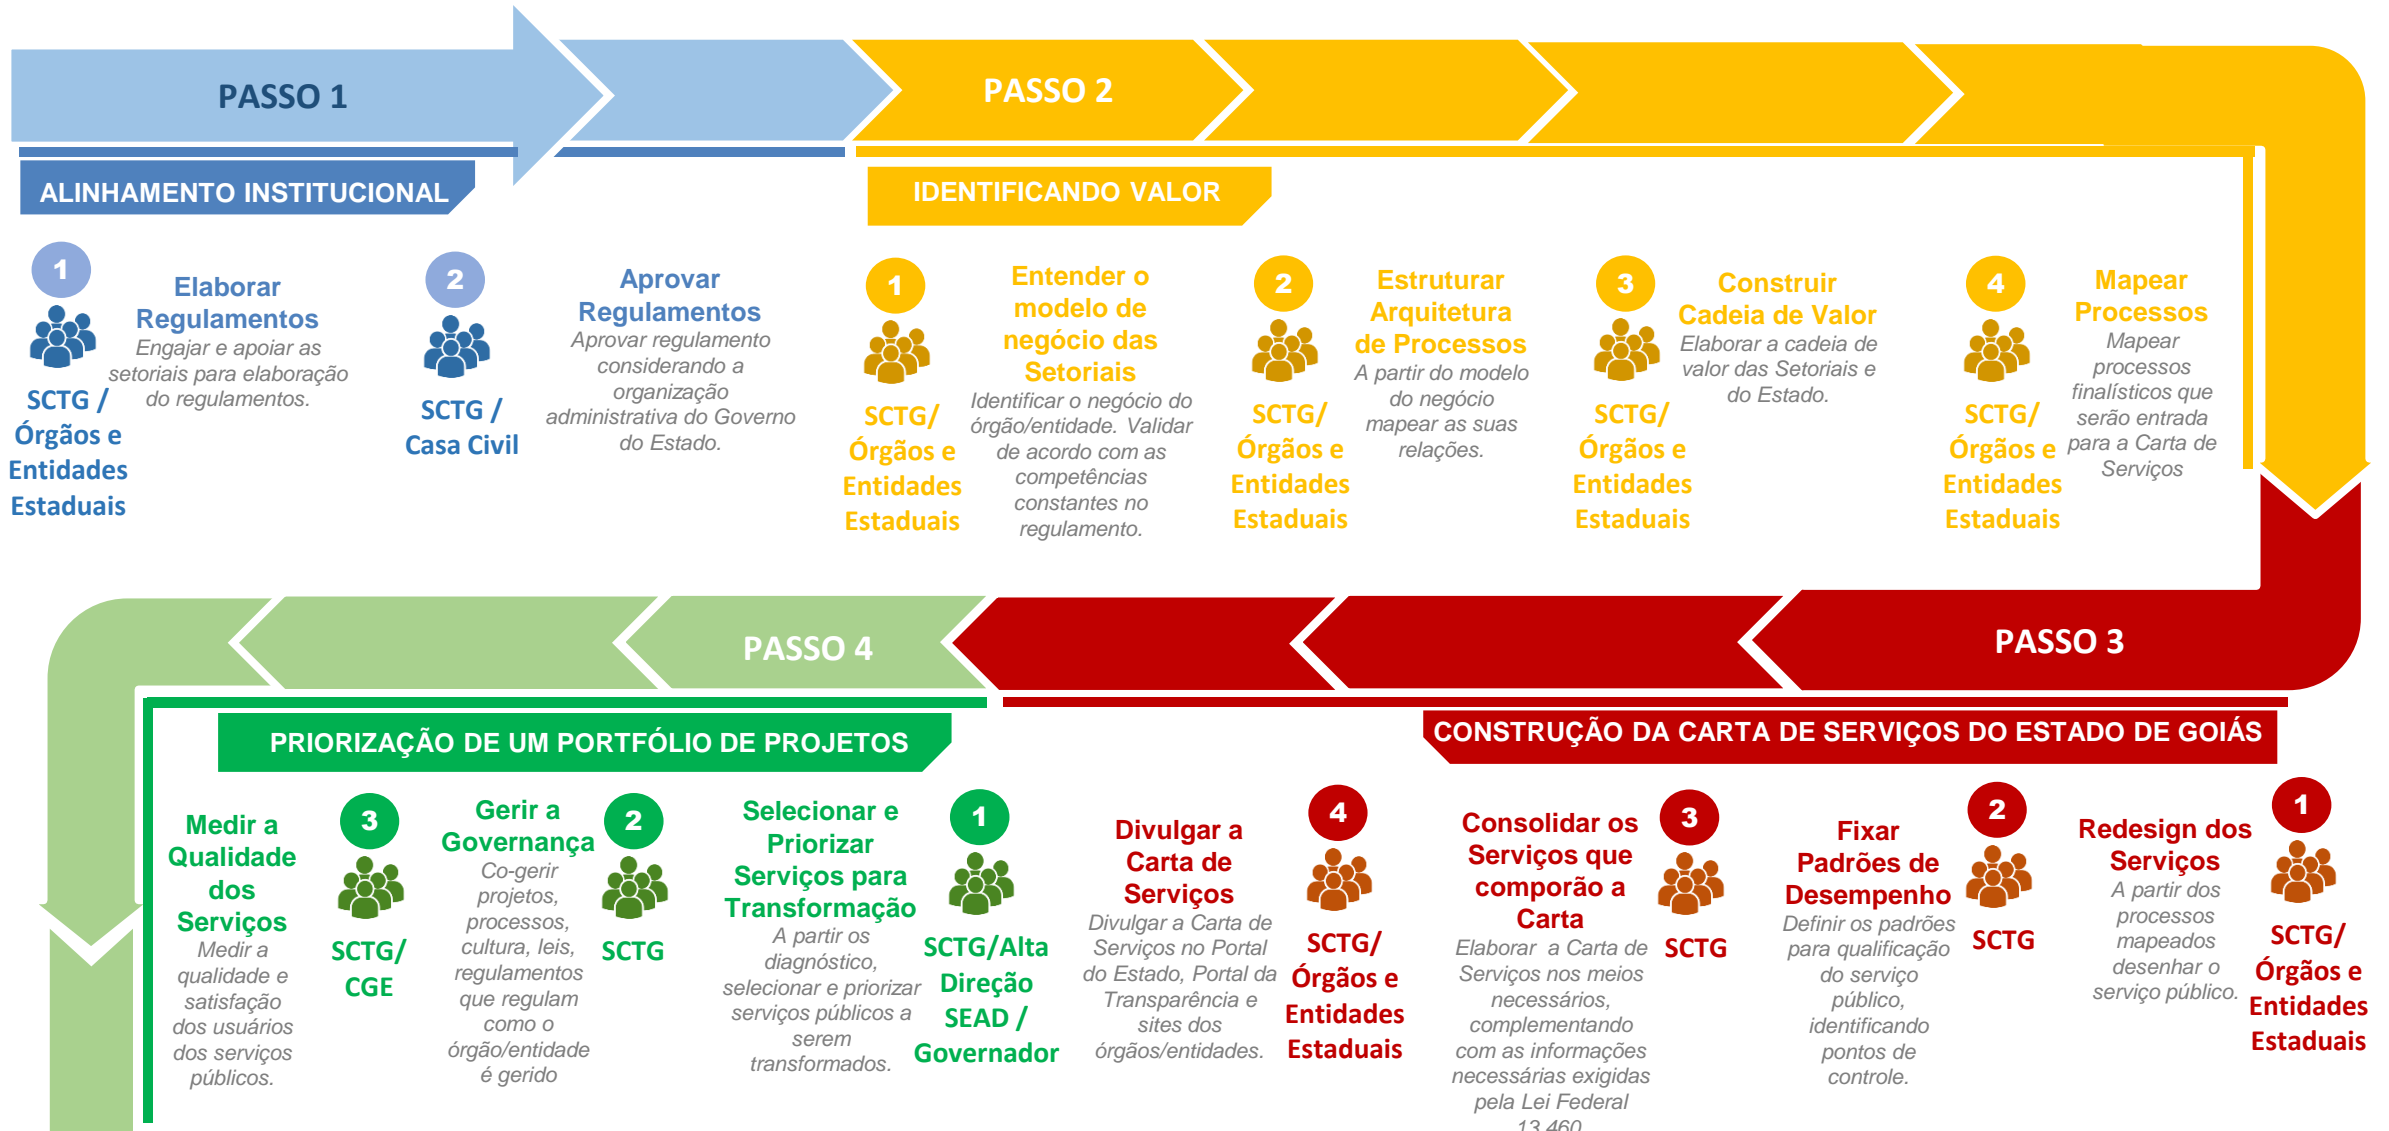 PASSO 1
PASSO 2
ALINHAMENTO INSTITUCIONAL
IDENTIFICANDO VALOR
1
SCTG /
Órgãos e
Entidades
Estaduais
Elaborar
Regulamentos
Engajar e apoiar as
setoriais para elaboração
do regulamentos.
2
SCTG /
Casa Civil
Aprovar
Regulamentos
Aprovar regulamento
considerando a
organização
administrativa do Governo
do Estado.
1
SCTG/
Órgãos e
Entidades
Estaduais
Entender o
modelo de
negócio das
Setoriais
Identificar o negócio do
órgão/entidade. Validar
de acordo com as
competências
constantes no
regulamento.
2
SCTG/
Órgãos e
Entidades
Estaduais
Estruturar
Arquitetura
de Processos
A partir do modelo
do negócio
mapear as suas
relações.
3
SCTG/
Órgãos e
Entidades
Estaduais
Construir
Cadeia de Valor
Elaborar a cadeia de
valor das Setoriais e
do Estado.
4
SCTG/
Órgãos e
Entidades
Estaduais
Mapear
Processos
Mapear
processos
finalísticos que
serão entrada
para a Carta de
Serviços
PASSO 3
CONSTRUÇÃO DA CARTA DE SERVIÇOS DO ESTADO DE GOIÁS
1
SCTG/
Órgãos e
Entidades
Estaduais
Redesign dos
Serviços
A partir dos
processos
mapeados
desenhar o
serviço público.
2
SCTG
Fixar
Padrões de
Desempenho
Definir os padrões
para qualificação
do serviço
público,
identificando
pontos de
controle.
3
SCTG
Consolidar os
Serviços que
comporão a
Carta
Elaborar a Carta de
Serviços nos meios
necessários,
complementando
com as informações
necessárias exigidas
pela Lei Federal
13.460
4
SCTG/
Órgãos e
Entidades
Estaduais
Divulgar a
Carta de
Serviços
Divulgar a Carta de
Serviços no Portal
do Estado, Portal da
Transparência e
sites dos
órgãos/entidades.
PASSO 4
PRIORIZAÇÃO DE UM PORTFÓLIO DE PROJETOS
1
SCTG/Alta
Direção
SEAD /
Governador
Selecionar e
Priorizar
Serviços para
Transformação
A partir os
diagnóstico,
selecionar e priorizar
serviços públicos a
serem
transformados.
2
SCTG
Gerir a
Governança
Co-gerir
projetos,
processos,
cultura, leis,
regulamentos
que regulam
como o
órgão/entidade
é gerido
3
SCTG/
CGE
Medir a
Qualidade
dos
Serviços
Medir a
qualidade e
satisfação
dos usuários
dos serviços
públicos.